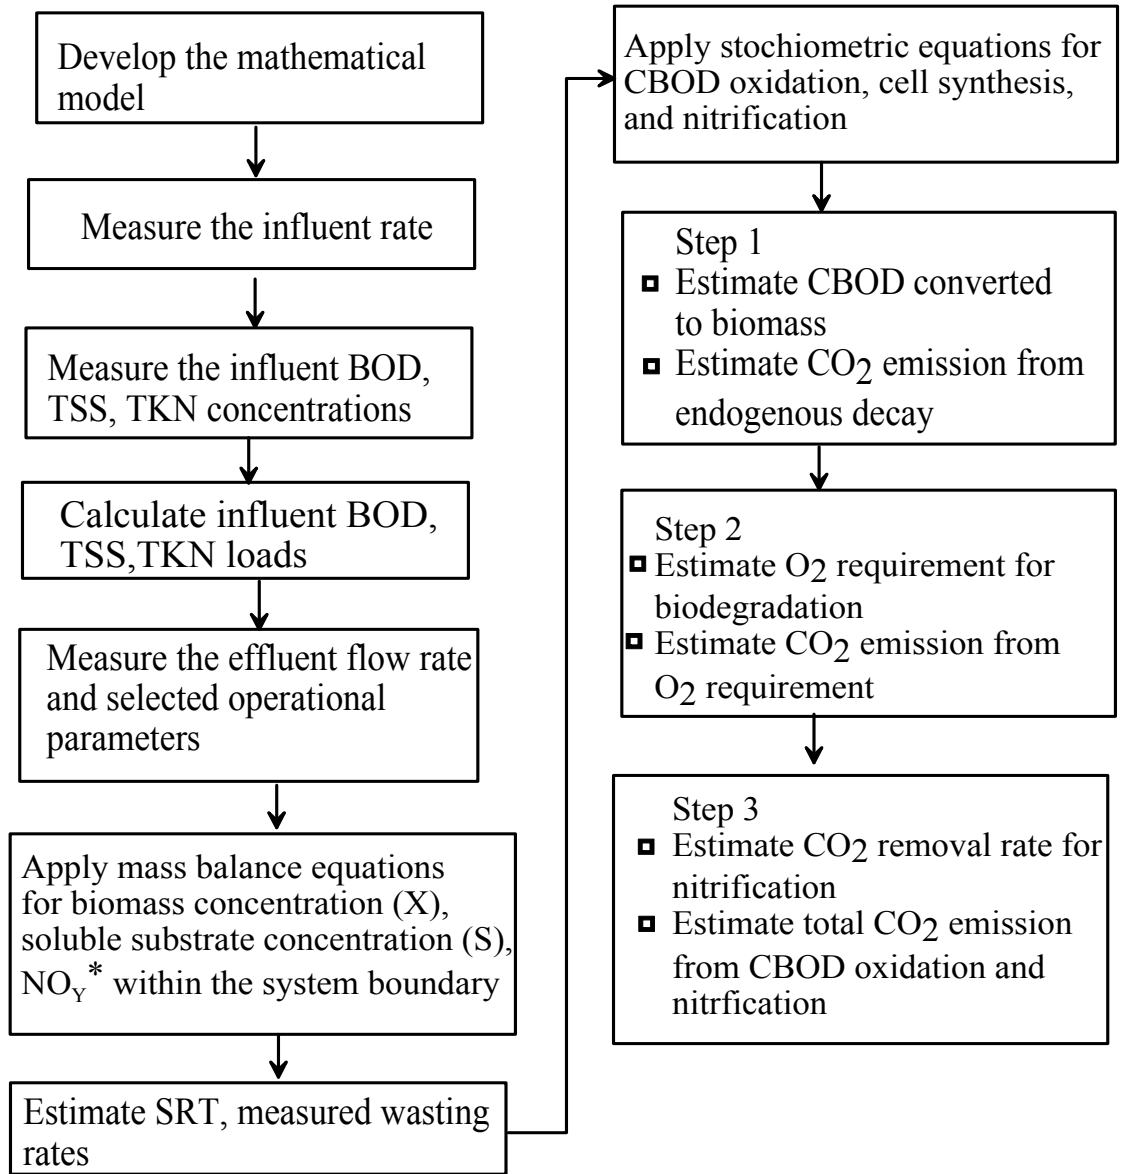 Develop the mathematical
model
Measure the influent rate
Measure the influent BOD,
TSS, TKN concentrations
Calculate influent BOD,
TSS,TKN loads
Measure the effluent flow rate
and selected operational
parameters
Apply mass balance equations
for biomass concentration (X),
soluble substrate concentration (S),
NOY* within the system boundary
Estimate SRT, measured wasting
rates
Apply stochiometric equations for
CBOD oxidation, cell synthesis,
and nitrification
Step 1
Estimate CBOD converted
to biomass
Estimate CO2 emission from
endogenous decay
Step 2
Estimate O2 requirement for
biodegradation
Estimate CO2 emission from
O2 requirement
Step 3
Estimate CO2 removal rate for
nitrification
Estimate total CO2 emission
from CBOD oxidation and
nitrfication